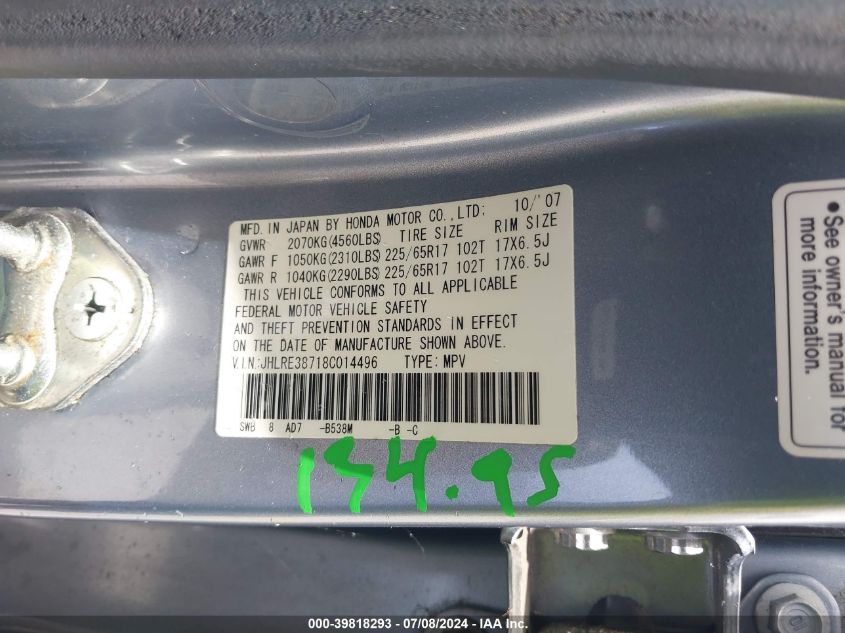 MFD. IN JAPAN BY HONDA MOTOR CO.,LTD: 10/'07
GVWR 2070KG(4560LBS) TIRE SIZE RIM SIZE
GAWR F 1050KG(2310LBS) 225/65R17 102T 17X6.5J
GAWR R 1040KG(2290LBS) 225/65R17 102T 17X6.5J
THIS VEHICLE CONFORMS TO ALL APPLICABLE
FEDERAL MOTOR VEHICLE SAFETY
AND THEFT PREVENTION STANDARDS IN EFFECT
ON THE DATE OF MANUFACTURE SHOWN ABOVE.
V.I.N.:JHLRE38718C014496 TYPE: MPV
SWB 8 AD7 -B538M -B -C
134.95
● See owner's manual for
000-39818293 - 07/08/2024 - IAA Inc.